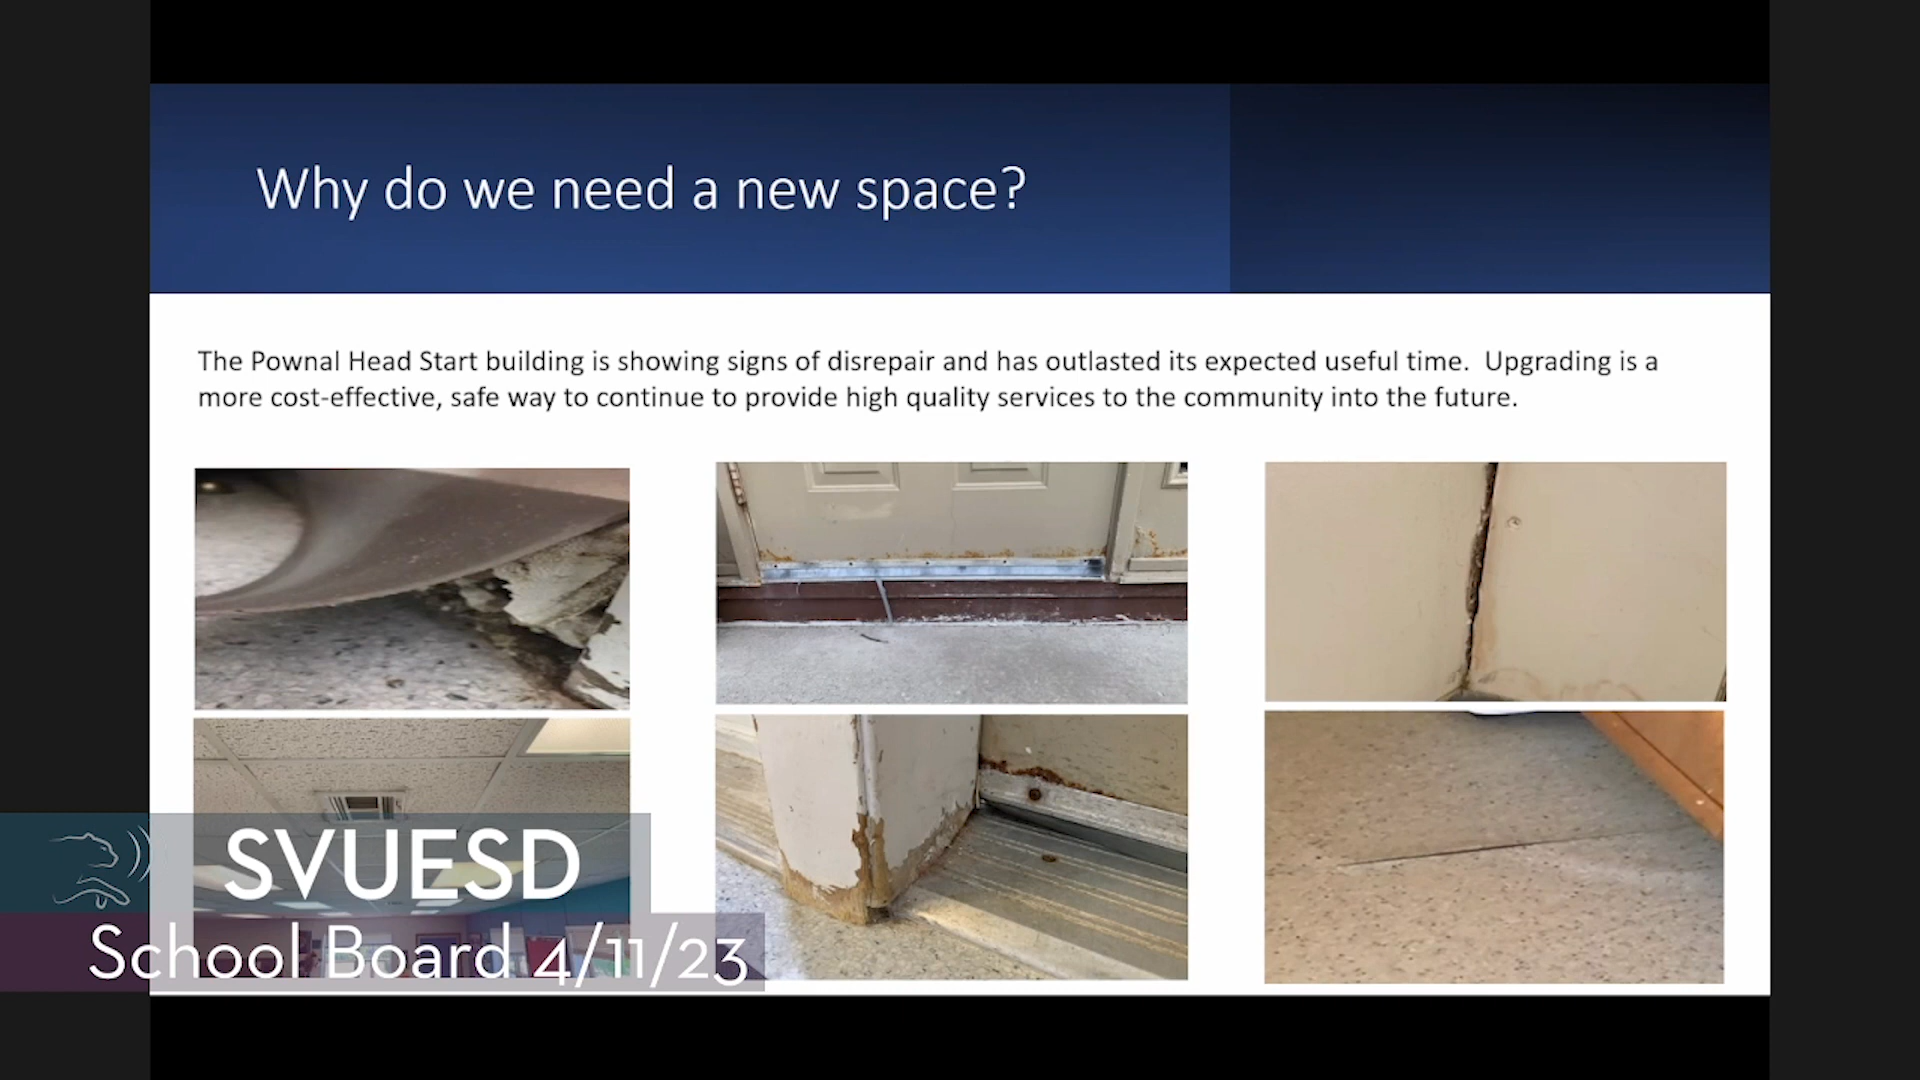 Why do we need a new space?
The Pownal Head Start building is showing signs of disrepair and has outlasted its expected useful time.  Upgrading is a
more cost-effective, safe way to continue to provide high quality services to the community into the future.
SVUESD
School Board 4/11/23